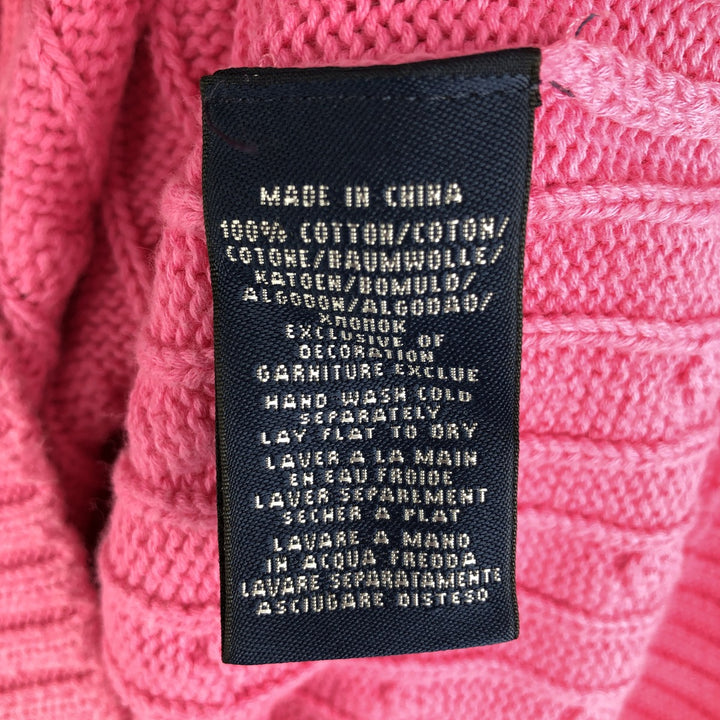 MADE IN CHINA
100% COTTON/COTON/
COTONE/BAUMWOLLE/
KATOEN/BOMULD/
ALGODON/ALGODAO/
ХЛОПОК
EXCLUSIVE OF
DECORATION
GARNITURE EXCLUE
HAND WASH COLD
SEPARATELY
LAY FLAT TO DRY
LAVER A LA MAIN
EN EAU FROIDE
LAVER SEPAREMENT
SECHER A PLAT
LAVARE A MANO
IN ACQUA FREDDA
LAVARE SEPARATAMENTE
ASCIUGARE DISTESO